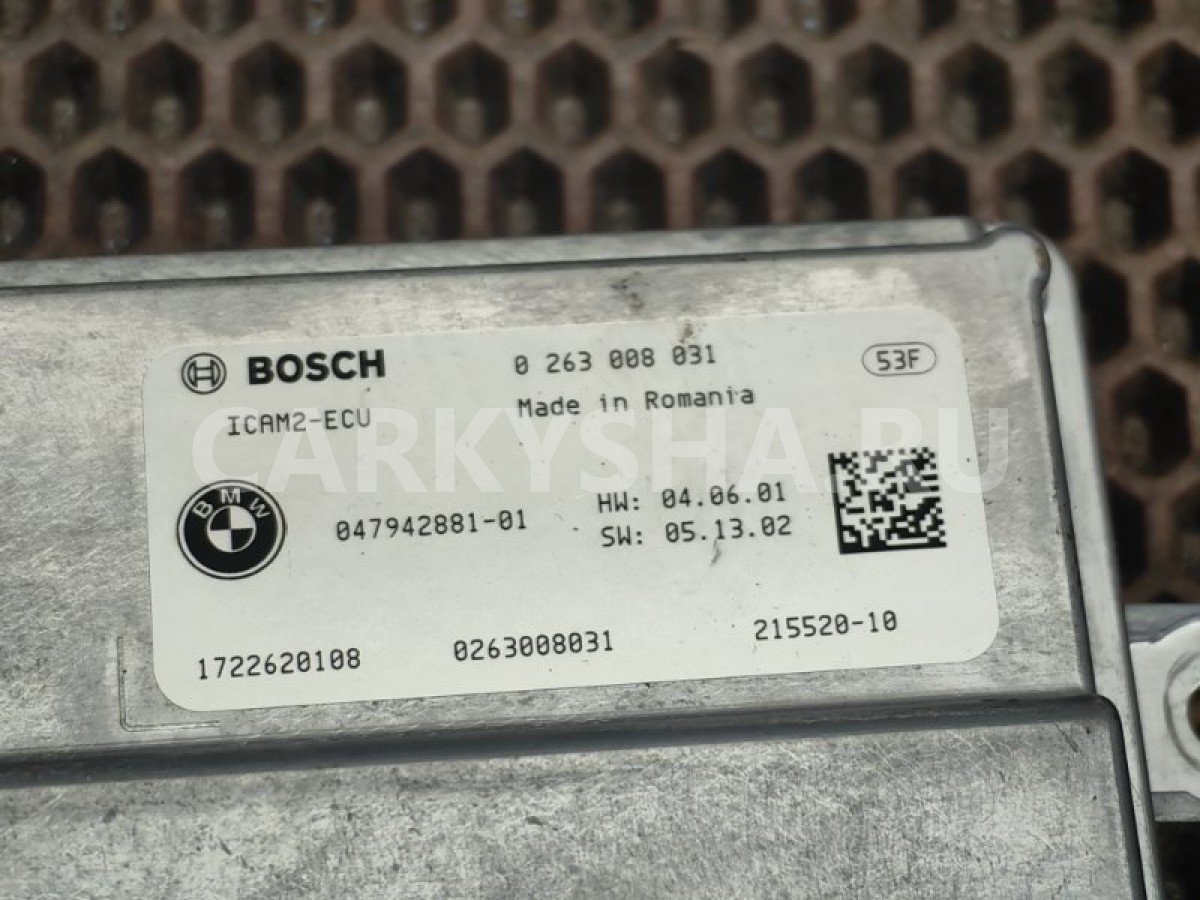 BOSCH 0 263 008 031 53F
ICAM2-ECU Made in Romania
CARKYSHA.RU
BMW 047942881-01 HW: 04.06.01
SW: 05.13.02
1722620108 0263008031 215520-10